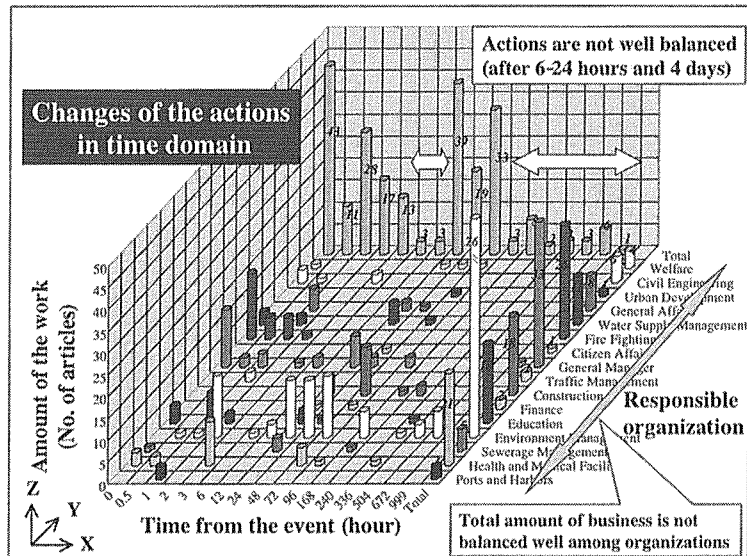 Actions are not well balanced
(after 6-24 hours and 4 days)
Changes of the actions
in time domain
Amount of the work
(No. of articles)
50
45
40
35
30
25
20
15
10
5
0
28
17
13
11
33
19
Total
Welfare
Civil Engineering
Urban Development
General
Water Supply Management
Fire Fighting
Citizen
General Manager
Traffic Management
Construction
Finance
Education
Sewerage
Health and Medical
Ports and Harbors
Responsible
organization
0 0.5 1 2 3 6 12 24 48 72 96 168 240 336 504 672 999 Total
Time from the event (hour)
Z
Y
X
Total amount of business is not
balanced well among organizations